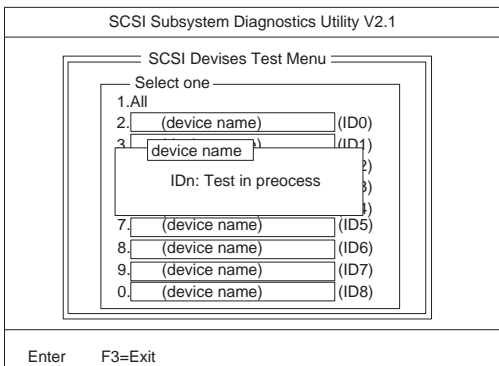 SCSI Subsystem Diagnostics Utility V2.1
SCSI Devises Test Menu
Select one
1.All
2. (device name) (ID0)
3. (ID1)
device name
IDn: Test in preocess
7. (device name) (ID5)
8. (device name) (ID6)
9. (device name) (ID7)
0. (device name) (ID8)
Enter F3=Exit